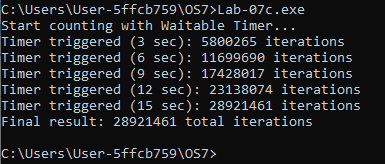 C:\Users\User-5ffcb759\OS7>Lab-07c.exe
Start counting with Waitable Timer...
Timer triggered (3 sec): 5800265 iterations
Timer triggered (6 sec): 11699690 iterations
Timer triggered (9 sec): 17428017 iterations
Timer triggered (12 sec): 23138074 iterations
Timer triggered (15 sec): 28921461 iterations
Final result: 28921461 total iterations
C:\Users\User-5ffcb759\OS7>